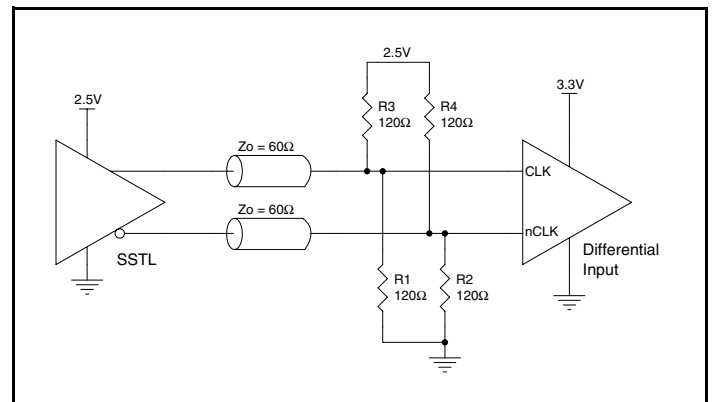 2.5V
2.5V
3.3V
R3
120Ω
R4
120Ω
Zo = 60Ω
CLK
Zo = 60Ω
nCLK
SSTL
Differential
Input
R1
120Ω
R2
120Ω